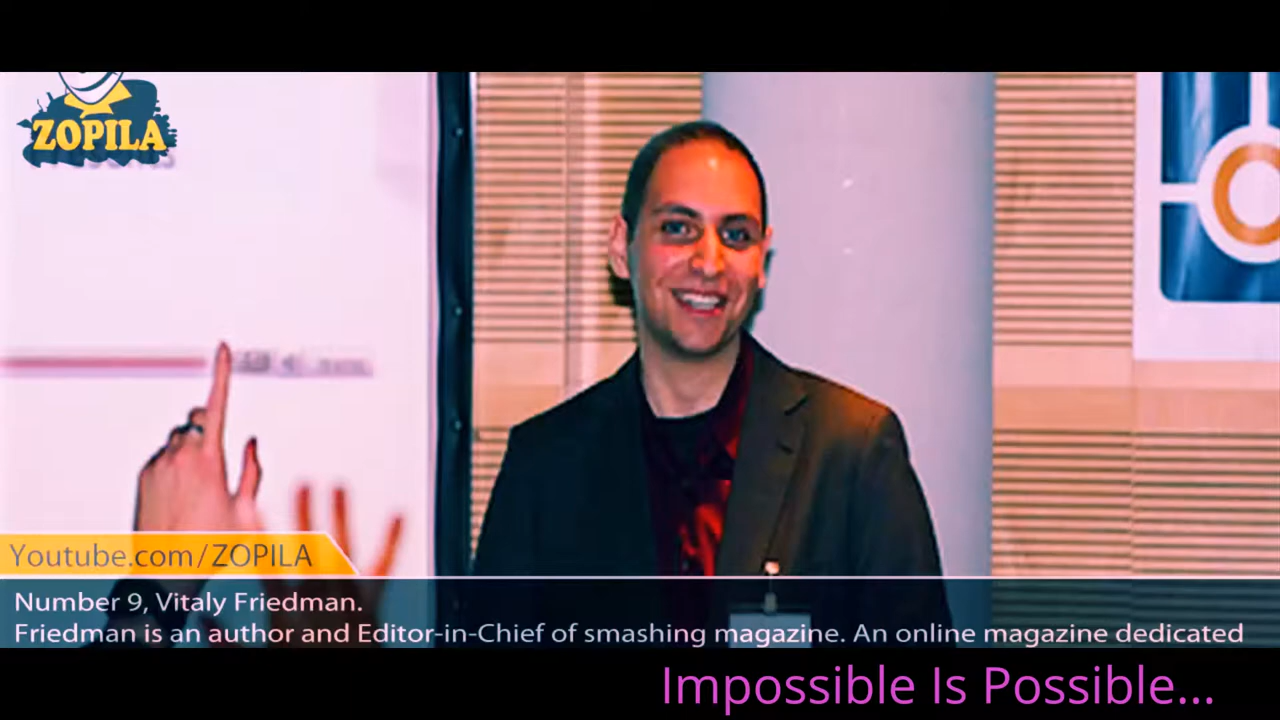 ZOPILA
Youtube.com/ZOPILA
Number 9, Vitaly Friedman.
Friedman is an author and Editor-in-Chief of smashing magazine. An online magazine dedicated
Impossible Is Possible...